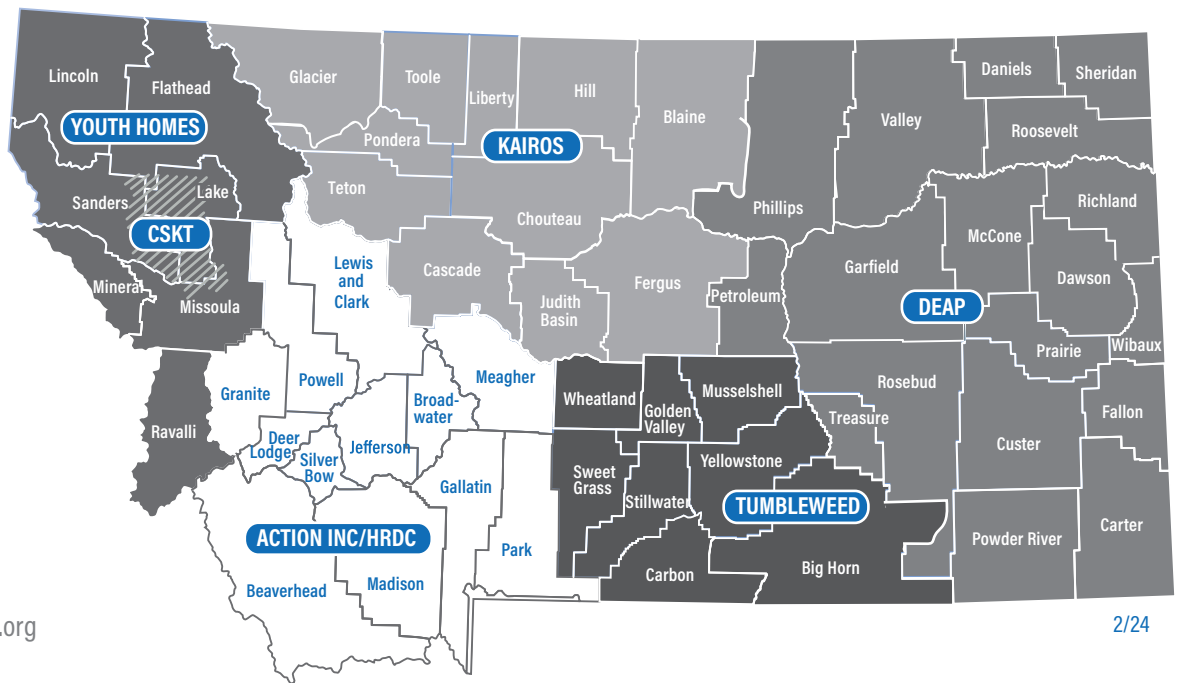 Lincoln
Flathead
YOUTH HOMES
Sanders
Lake
CSKT
Mineral
Missoula
Ravalli
Glacier
Toole
Liberty
Hill
Blaine
Pondera
KAIROS
Teton
Chouteau
Cascade
Judith
Basin
Fergus
Phillips
Valley
Daniels
Sheridan
Roosevelt
Richland
McCone
Garfield
Dawson
Petroleum
DEAP
Prairie
Wibaux
Rosebud
Treasure
Custer
Fallon
Powder River
Carter
Lewis
and
Clark
Powell
Granite
Meagher
Broad-
water
Deer
Lodge
Silver
Bow
Jefferson
Gallatin
Park
ACTION INC/HRDC
Beaverhead
Madison
Wheatland
Golden
Valley
Musselshell
Sweet
Grass
Stillwater
Yellowstone
TUMBLEWEED
Carbon
Big Horn
.org
2/24